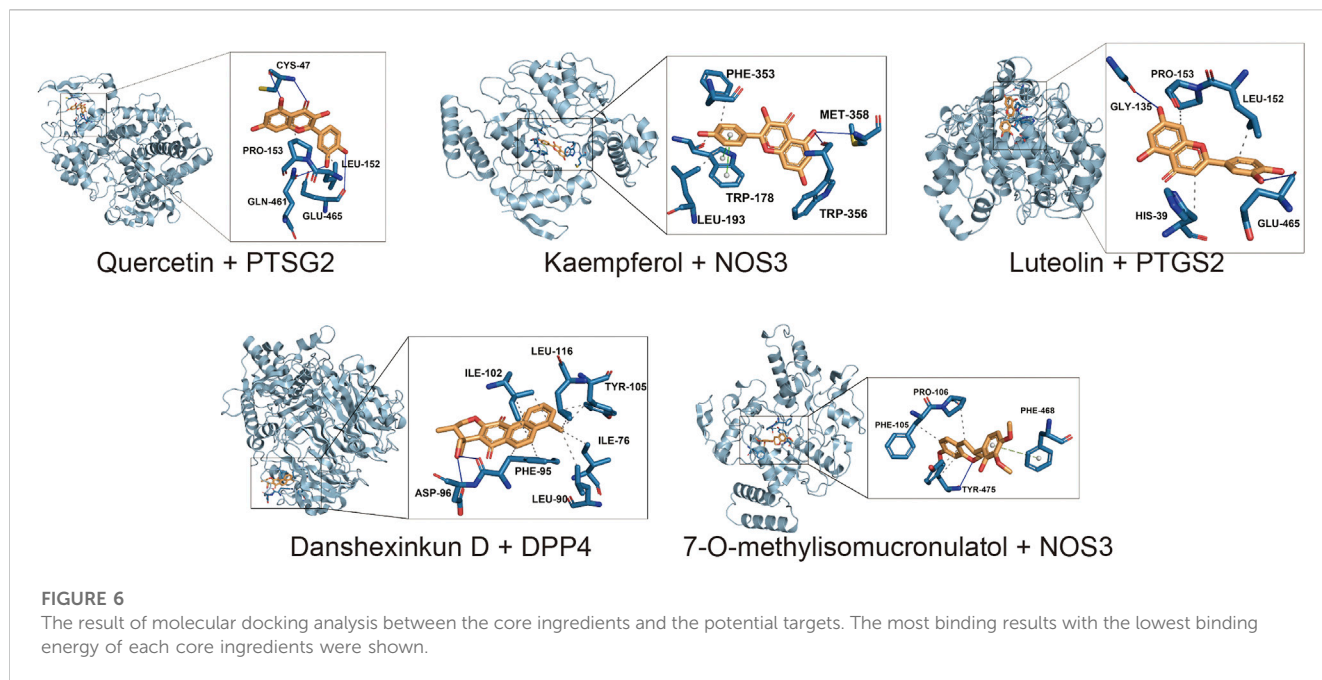 CYS-47
PRO-153
LEU-152
GLN-461
GLU-465
Quercetin + PTSG2
PHE-353
MET-358
TRP-178
LEU-193
TRP-356
Kaempferol + NOS3
PRO-153
GLY-135
LEU-152
HIS-39
GLU-465
Luteolin + PTGS2
LEU-116
ILE-102
TYR-105
ILE-76
PHE-95
ASP-96
LEU-90
Danshexinkun D + DPP4
PRO-106
PHE-468
PHE-105
TYR-475
7-O-methylisomucronulatol + NOS3
FIGURE 6
The result of molecular docking analysis between the core ingredients and the potential targets. The most binding results with the lowest binding
energy of each core ingredients were shown.